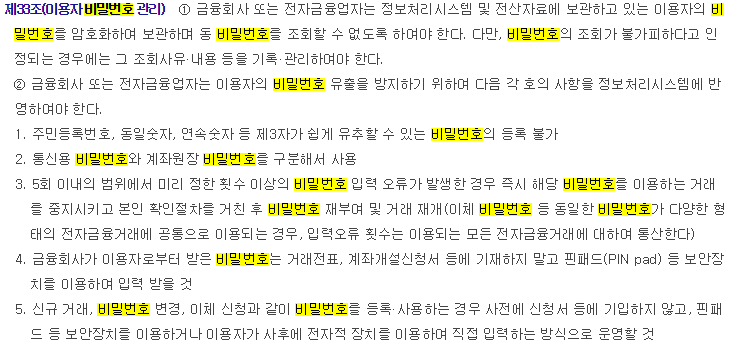 제33조(이용자 비밀번호 관리) ① 금융회사 또는 전자금융업자는 정보처리시스템 및 전산자료에 보관하고 있는 이용자의 비
밀번호를 암호화하여 보관하며 동 비밀번호를 조회할 수 없도록 하여야 한다. 다만, 비밀번호의 조회가 불가피하다고 인
정되는 경우에는 그 조회사유·내용 등을 기록·관리하여야 한다.
② 금융회사 또는 전자금융업자는 이용자의 비밀번호 유출을 방지하기 위하여 다음 각 호의 사항을 정보처리시스템에 반
영하여야 한다.
1. 주민등록번호, 동일숫자, 연속숫자 등 제3자가 쉽게 유추할 수 있는 비밀번호의 등록 불가
2. 통신용 비밀번호와 계좌원장 비밀번호를 구분해서 사용
3. 5회 이내의 범위에서 미리 정한 횟수 이상의 비밀번호 입력 오류가 발생한 경우 즉시 해당 비밀번호를 이용하는 거래
를 중지시키고 본인 확인절차를 거친 후 비밀번호 재부여 및 거래 재개(이체 비밀번호 등 동일한 비밀번호가 다양한 형
태의 전자금융거래에 공통으로 이용되는 경우, 입력오류 횟수는 이용되는 모든 전자금융거래에 대하여 통산한다)
4. 금융회사가 이용자로부터 받은 비밀번호는 거래전표, 계좌개설신청서 등에 기재하지 말고 핀패드(PIN pad) 등 보안장
치를 이용하여 입력 받을 것
5. 신규 거래, 비밀번호 변경, 이체 신청과 같이 비밀번호를 등록·사용하는 경우 사전에 신청서 등에 기입하지 않고, 핀패
드 등 보안장치를 이용하거나 이용자가 사후에 전자적 장치를 이용하여 직접 입력하는 방식으로 운영할 것